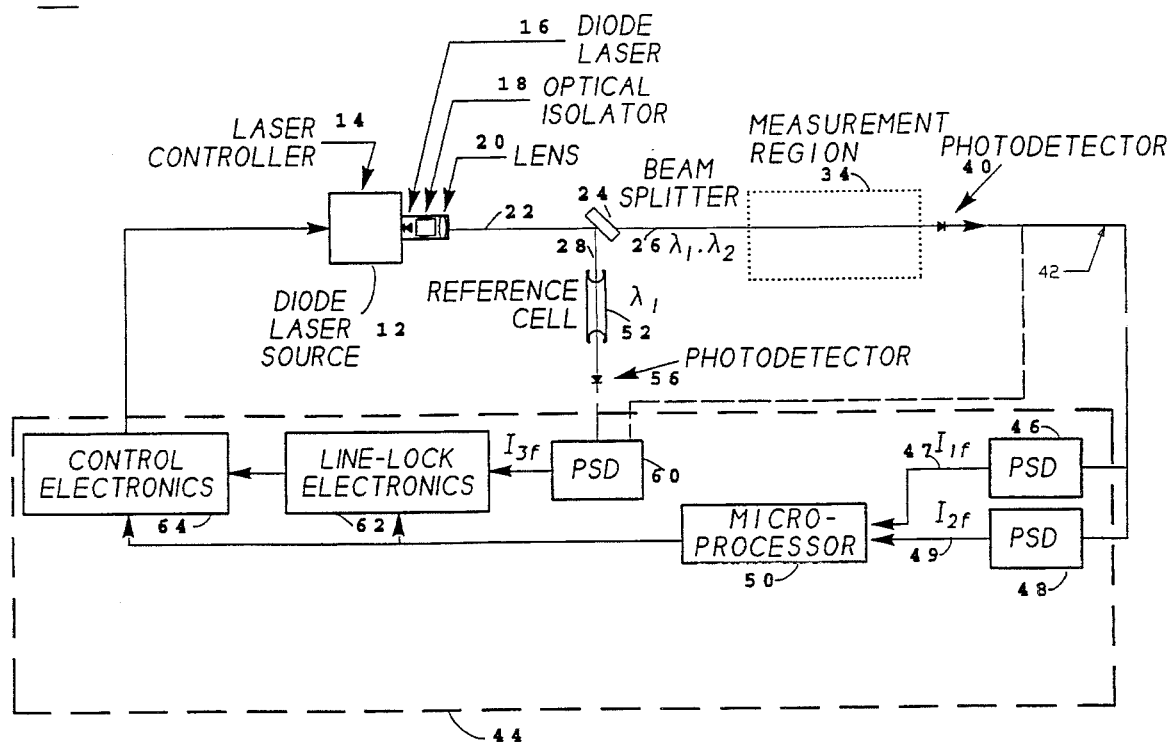 16 DIODE
LASER
18 OPTICAL
ISOLATOR
LASER 14
CONTROLLER
20 LENS
MEASUREMENT
REGION
34
PHOTODETECTOR
40
BEAM
SPLITTER
24
22
28
26 λ1.λ2
42
REFERENCE
CELL
λ1
52
DIODE
LASER
SOURCE
12
PHOTODETECTOR
56
CONTROL
ELECTRONICS
64
LINE-LOCK
ELECTRONICS
62
I3f
PSD
60
47 I1f
46
PSD
MICRO-
PROCESSOR
50
I2f
49
PSD
48
44